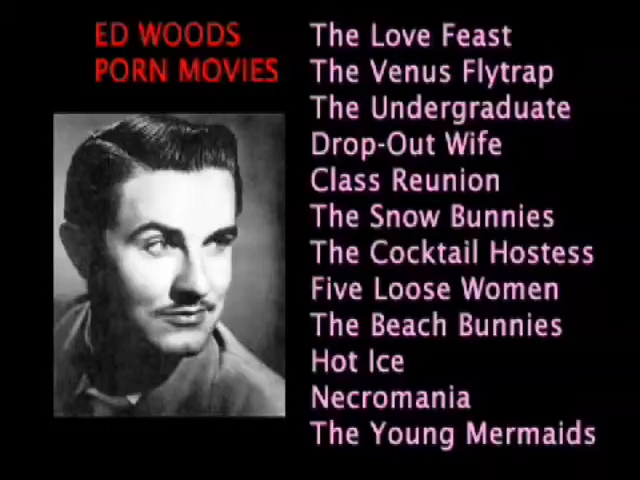 ED WOODS
PORN MOVIES
The Love Feast
The Venus Flytrap
The Undergraduate
Drop-Out Wife
Class Reunion
The Snow Bunnies
The Cocktail Hostess
Five Loose Women
The Beach Bunnies
Hot Ice
Necromania
The Young Mermaids